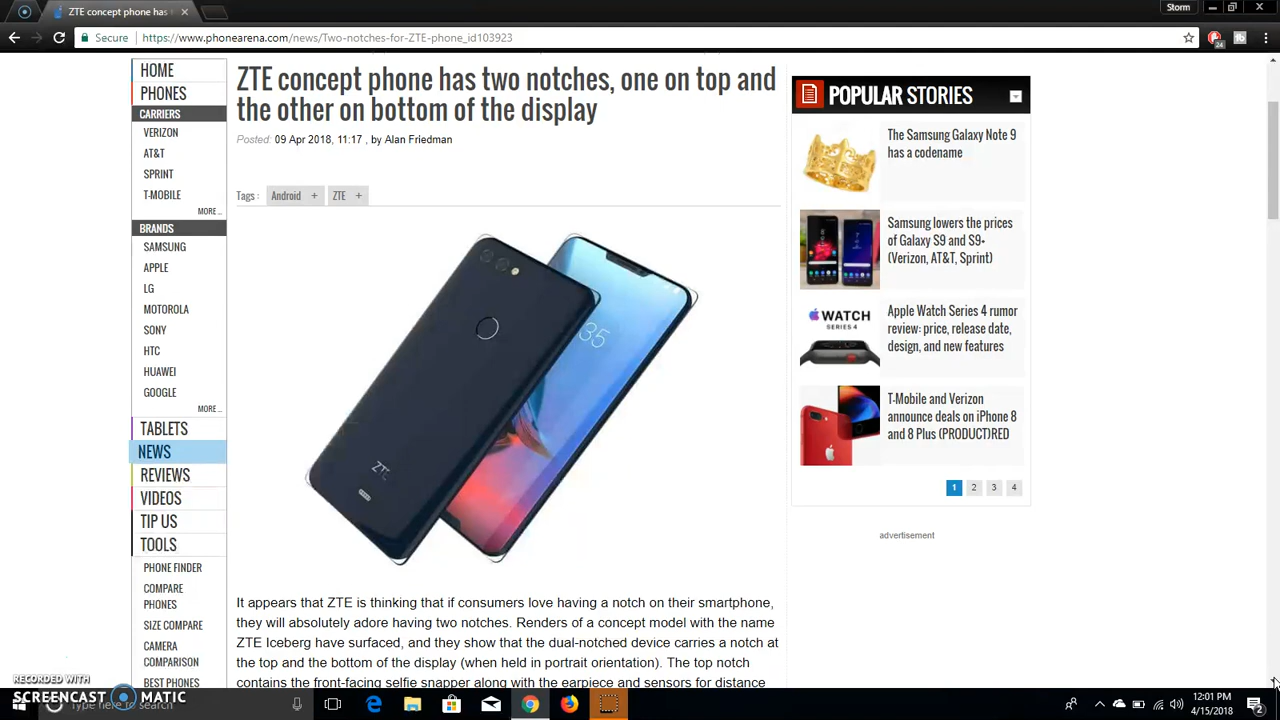 ZTE concept phone has
Storm
Secure
https://www.phonearena.com/news/Two-notches-for-ZTE-phone_id103923
24
HOME
PHONES
CARRIERS
VERIZON
AT&T
SPRINT
T-MOBILE
MORE ...
BRANDS
SAMSUNG
APPLE
LG
MOTOROLA
SONY
HTC
HUAWEI
GOOGLE
MORE ...
TABLETS
NEWS
REVIEWS
VIDEOS
TIP US
TOOLS
PHONE FINDER
COMPARE
PHONES
SIZE COMPARE
CAMERA
COMPARISON
BEST PHONES
ZTE concept phone has two notches, one on top and
the other on bottom of the display
Posted: 09 Apr 2018, 11:17 , by Alan Friedman
Tags : Android + ZTE +
35
ZTE
It appears that ZTE is thinking that if consumers love having a notch on their smartphone,
they will absolutely adore having two notches. Renders of a concept model with the name
ZTE Iceberg have surfaced, and they show that the dual-notched device carries a notch at
the top and the bottom of the display (when held in portrait orientation). The top notch
contains the front-facing selfie snapper along with the earpiece and sensors for distance
POPULAR STORIES
The Samsung Galaxy Note 9
has a codename
Samsung lowers the prices
of Galaxy S9 and S9+
(Verizon, AT&T, Sprint)
WATCH
SERIES 4
Apple Watch Series 4 rumor
review: price, release date,
design, and new features
T-Mobile and Verizon
announce deals on iPhone 8
and 8 Plus (PRODUCT)RED
1 2 3 4
advertisement
RECORDED WITH
SCREENCAST MATIC
Type here to search
12:01 PM
4/15/2018
2